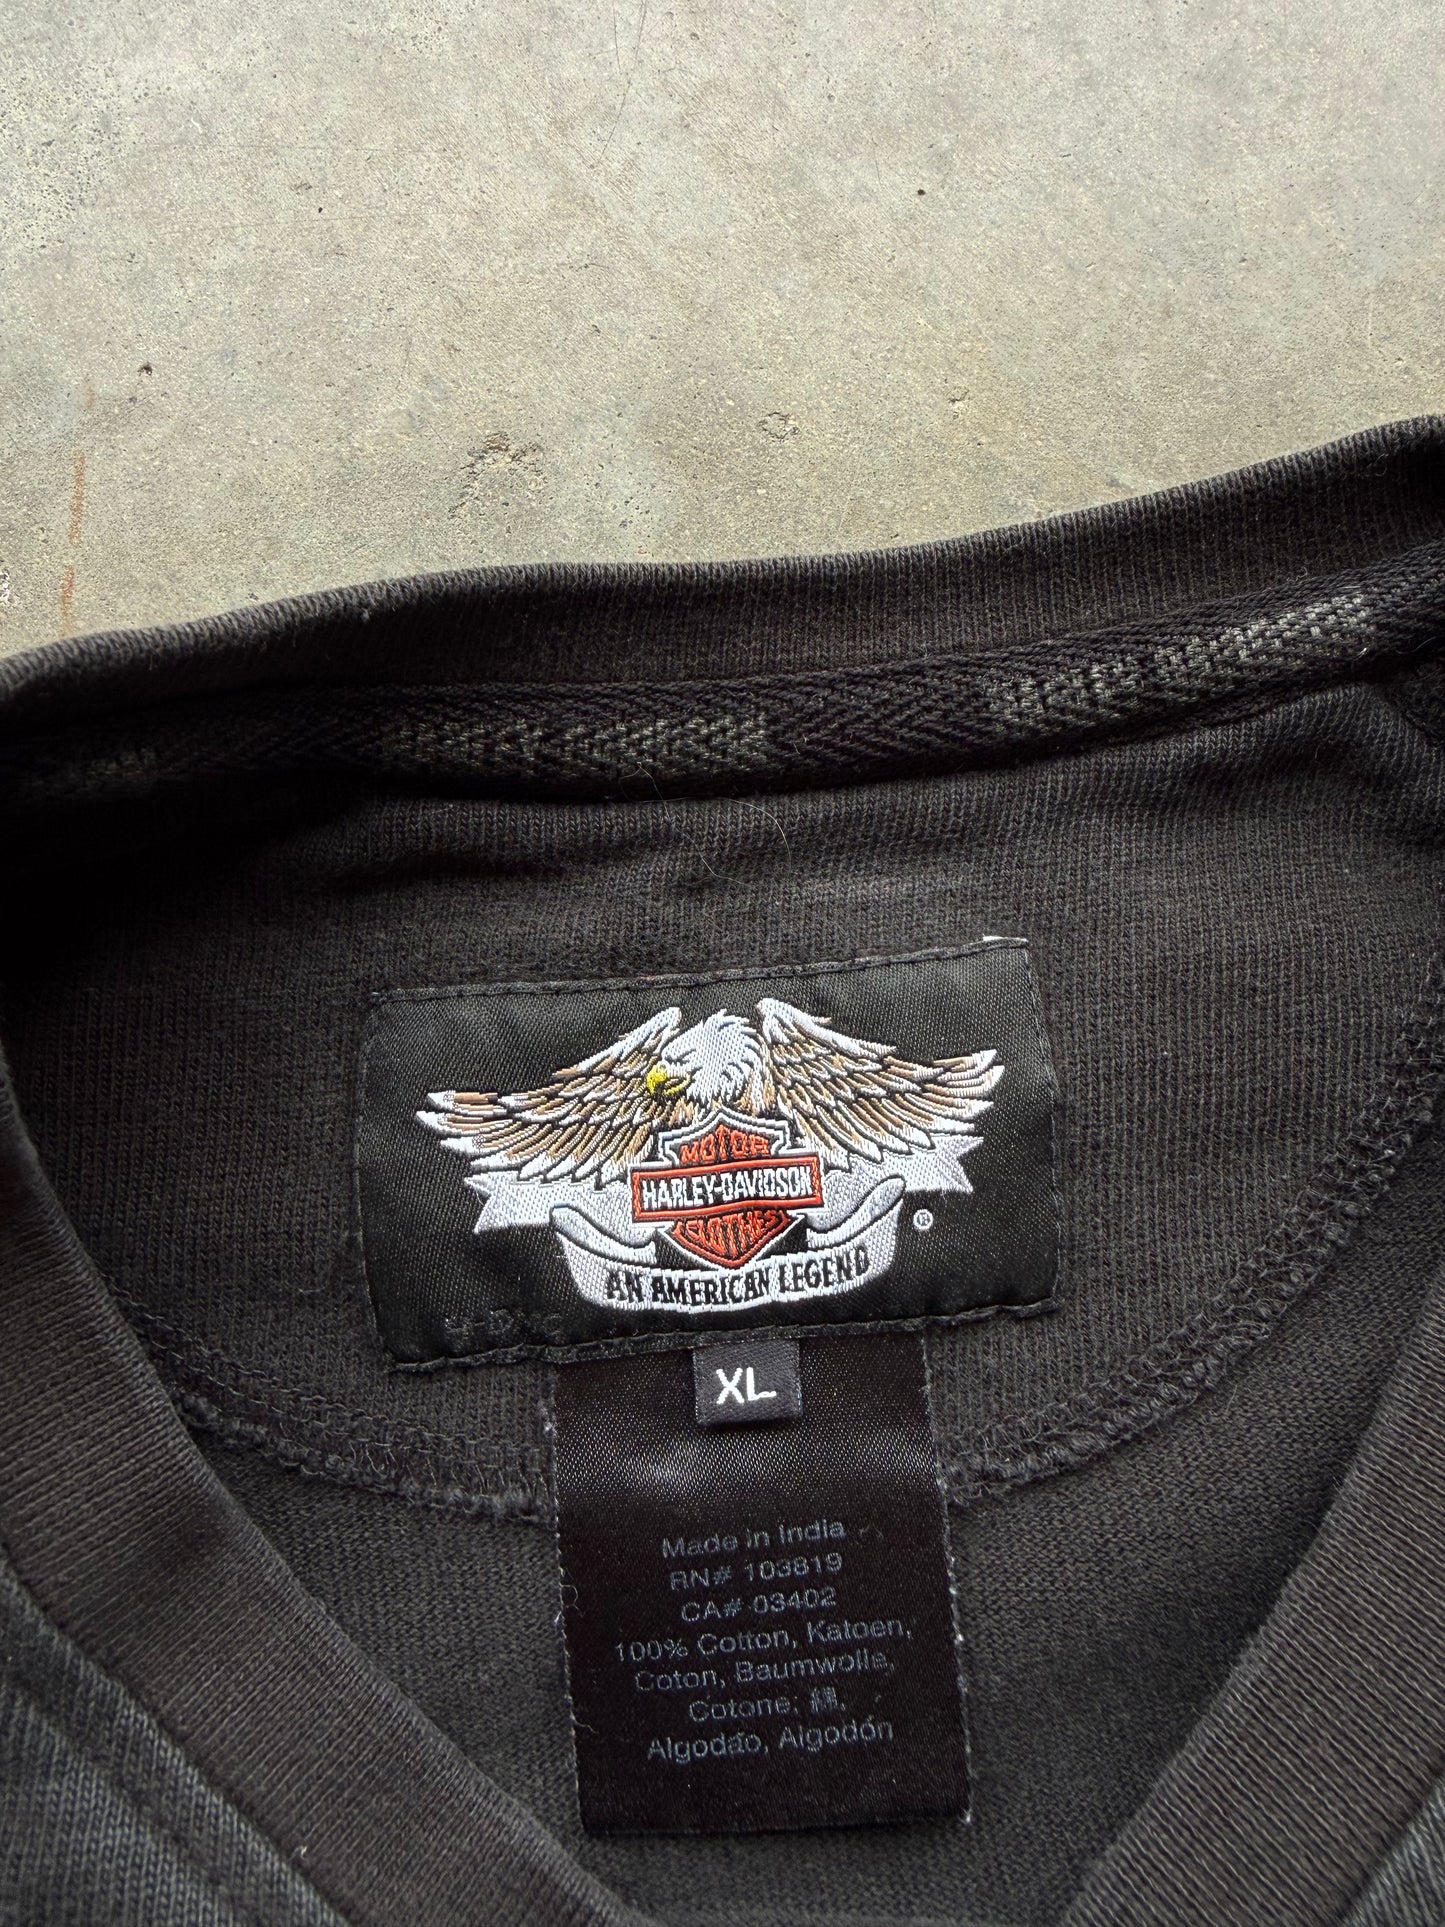 MOTOR
HARLEY-DAVIDSON
CLOTHES
®
AN AMERICAN LEGEND
XL
Made in India
RN# 103819
CA# 03402
100% Cotton, Katoen,
Coton, Baumwolle,
Cotone,
Algodão, Algodón